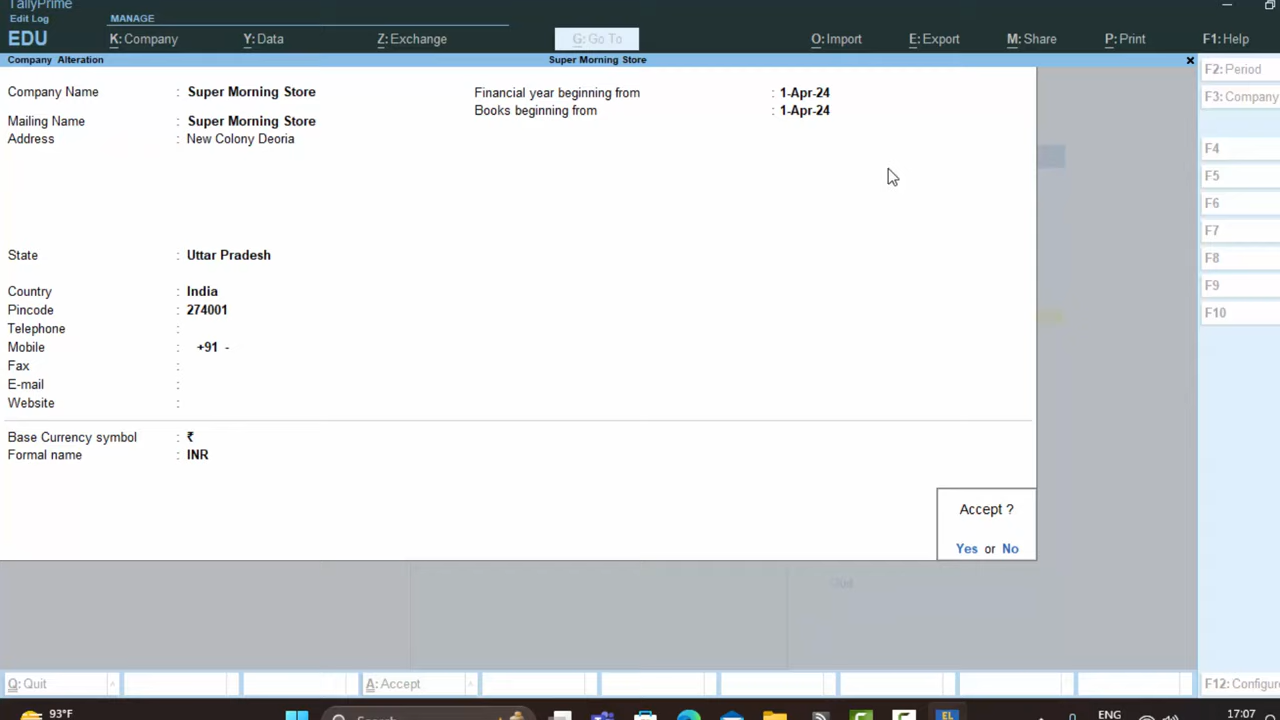 TallyPrime
Edit Log
MANAGE
EDU
K: Company Y: Data Z: Exchange G: Go To O: Import E: Export M: Share P: Print F1: Help
Company Alteration Super Morning Store
F2: Period
Company Name : Super Morning Store Financial year beginning from : 1-Apr-24
F3: Company
Books beginning from : 1-Apr-24
Mailing Name : Super Morning Store
Address : New Colony Deoria
F4
F5
F6
F7
State : Uttar Pradesh
F8
F9
Country : India
Pincode : 274001
F10
Telephone :
Mobile : +91 -
Fax :
E-mail :
Website :
Base Currency symbol : ₹
Formal name : INR
Accept ?
Yes or No
Q: Quit A: Accept F12: Configure
93°F Search ENG 17:07